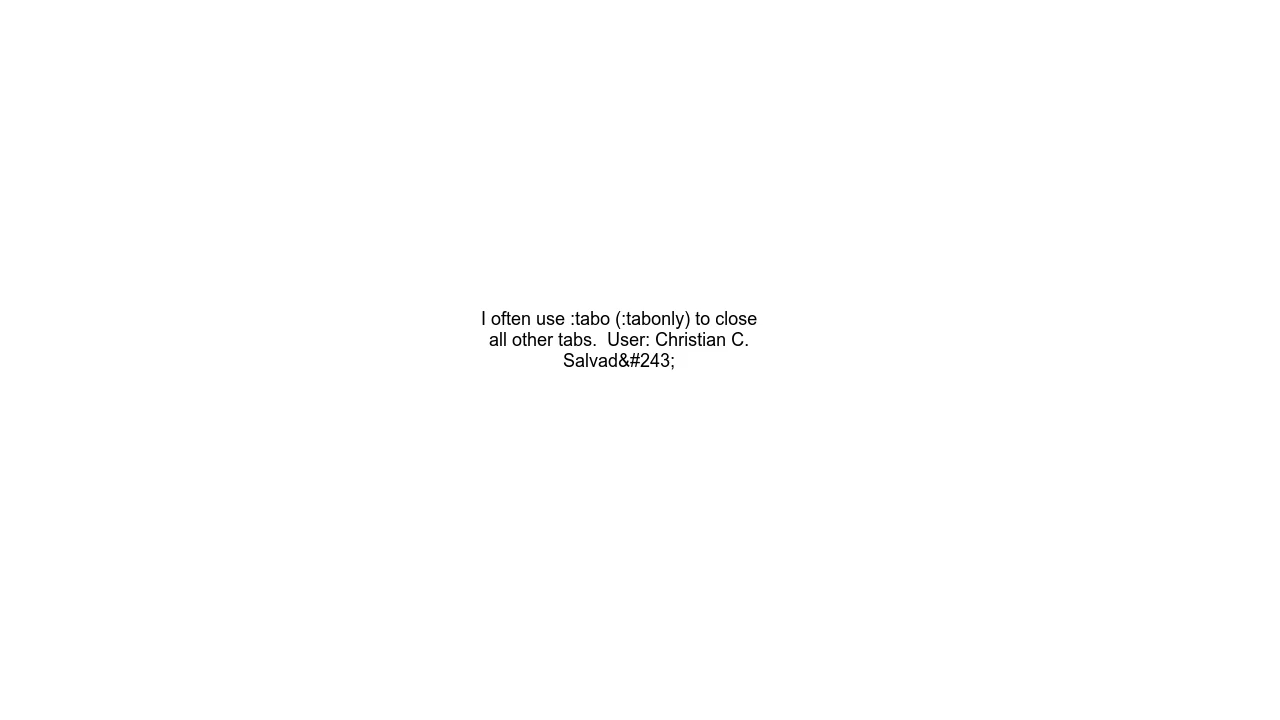 I often use :tabo (:tabonly) to close
all other tabs.  User: Christian C.
Salvad&#243;